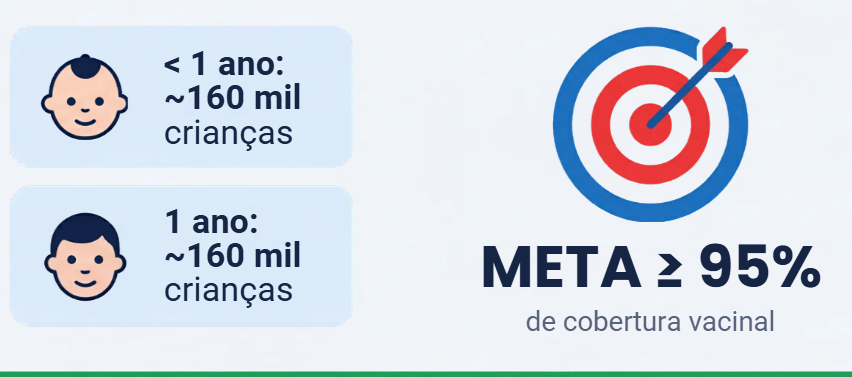 < 1 ano:
~160 mil
crianças
1 ano:
~160 mil
crianças
META ≥ 95%
de cobertura vacinal